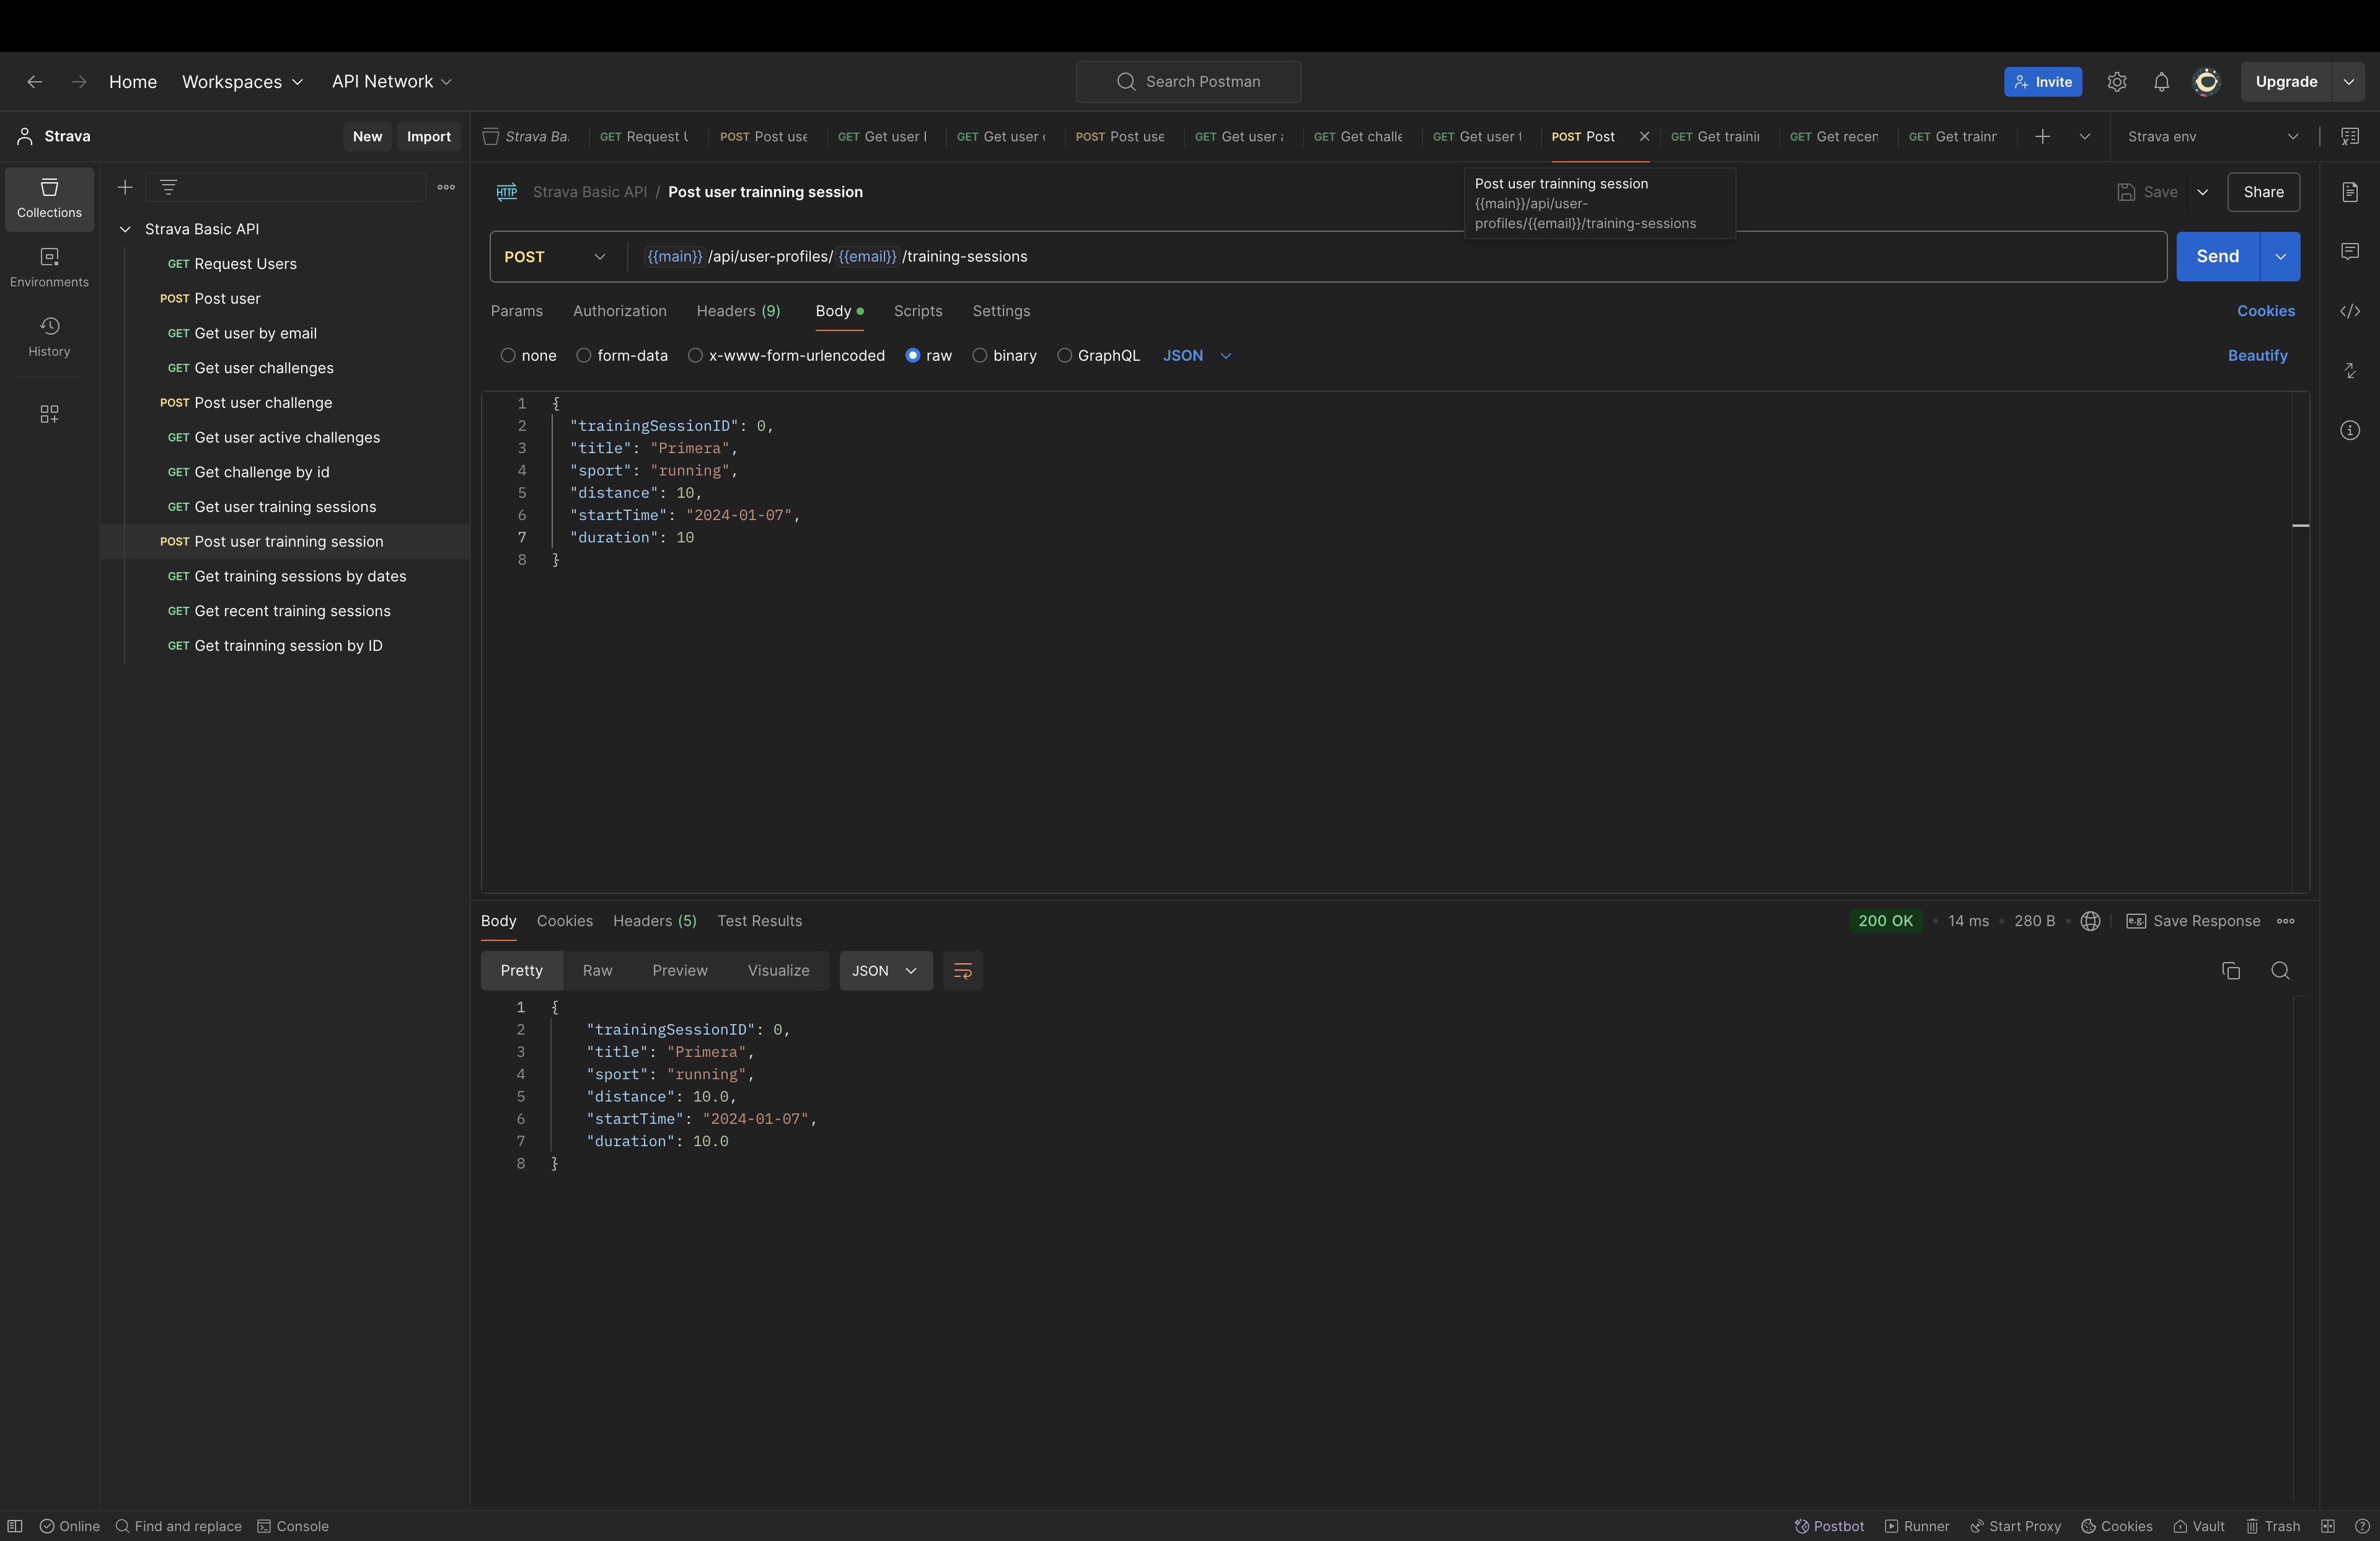 Home Workspaces API Network Search Postman Invite Upgrade
Strava New Import
Strava Ba. GET Request U POST Post use GET Get user GET Get user POST Post use GET Get user GET Get challe GET Get user POST Post GET Get traini GET Get recen GET Get trainr Strava env
Collections
Environments
History
Strava Basic API
GET Request Users
POST Post user
GET Get user by email
GET Get user challenges
POST Post user challenge
GET Get user active challenges
GET Get challenge by id
GET Get user training sessions
POST Post user trainning session
GET Get training sessions by dates
GET Get recent training sessions
GET Get trainning session by ID
HTTP Strava Basic API / Post user trainning session
Post user trainning session
{{main}}/api/user-
profiles/{{email}}/training-sessions
Save Share
POST {{main}} /api/user-profiles/ {{email}} /training-sessions Send
Params Authorization Headers (9) Body Scripts Settings Cookies
none form-data x-www-form-urlencoded raw binary GraphQL JSON Beautify
1 {
2 "trainingSessionID": 0,
3 "title": "Primera",
4 "sport": "running",
5 "distance": 10,
6 "startTime": "2024-01-07",
7 "duration": 10
8 }
Body Cookies Headers (5) Test Results 200 OK 14 ms 280 B e.g. Save Response
Pretty Raw Preview Visualize JSON
1 {
2 "trainingSessionID": 0,
3 "title": "Primera",
4 "sport": "running",
5 "distance": 10.0,
6 "startTime": "2024-01-07",
7 "duration": 10.0
8 }
Online Find and replace Console Postbot Runner Start Proxy Cookies Vault Trash